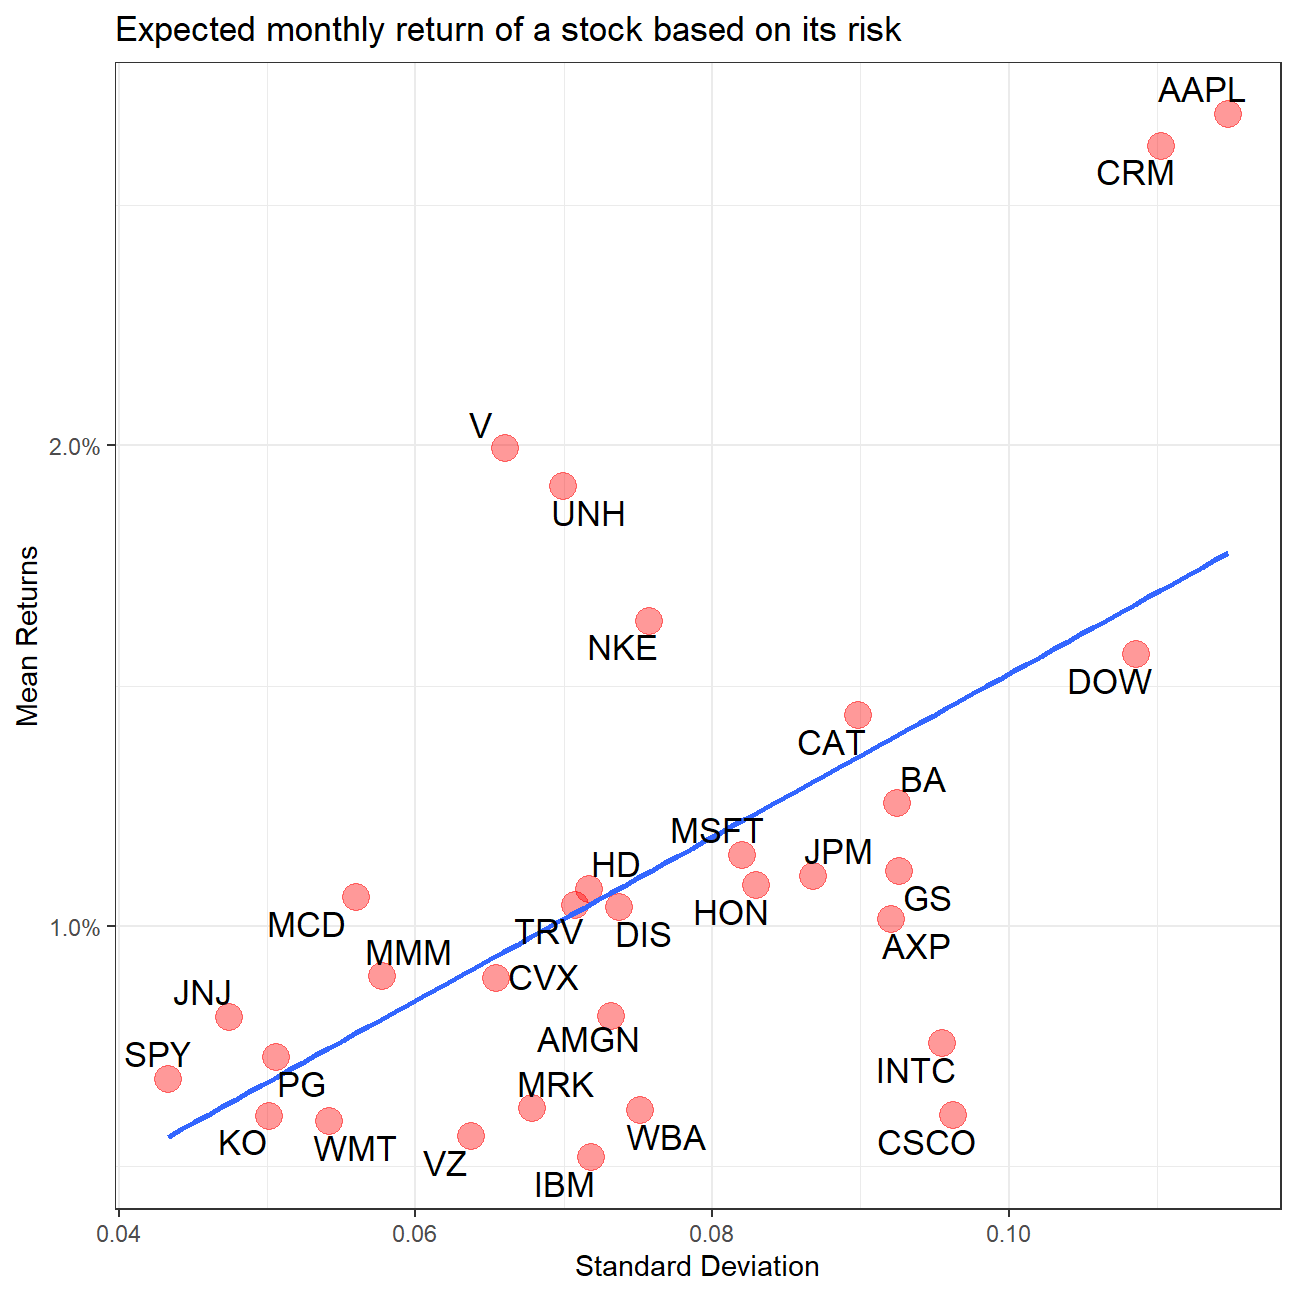 Expected monthly return of a stock based on its risk
AAPL
CRM
V
2.0%
UNH
Mean Returns
NKE
DOW
CAT
BA
MSFT
JPM
HD
GS
HON
MCD
1.0%
TRV
DIS
AXP
MMM
CVX
JNJ
AMGN
SPY
INTC
PG
MRK
KO
WMT
WBA
CSCO
VZ
IBM
0.04
0.06
0.08
0.10
Standard Deviation